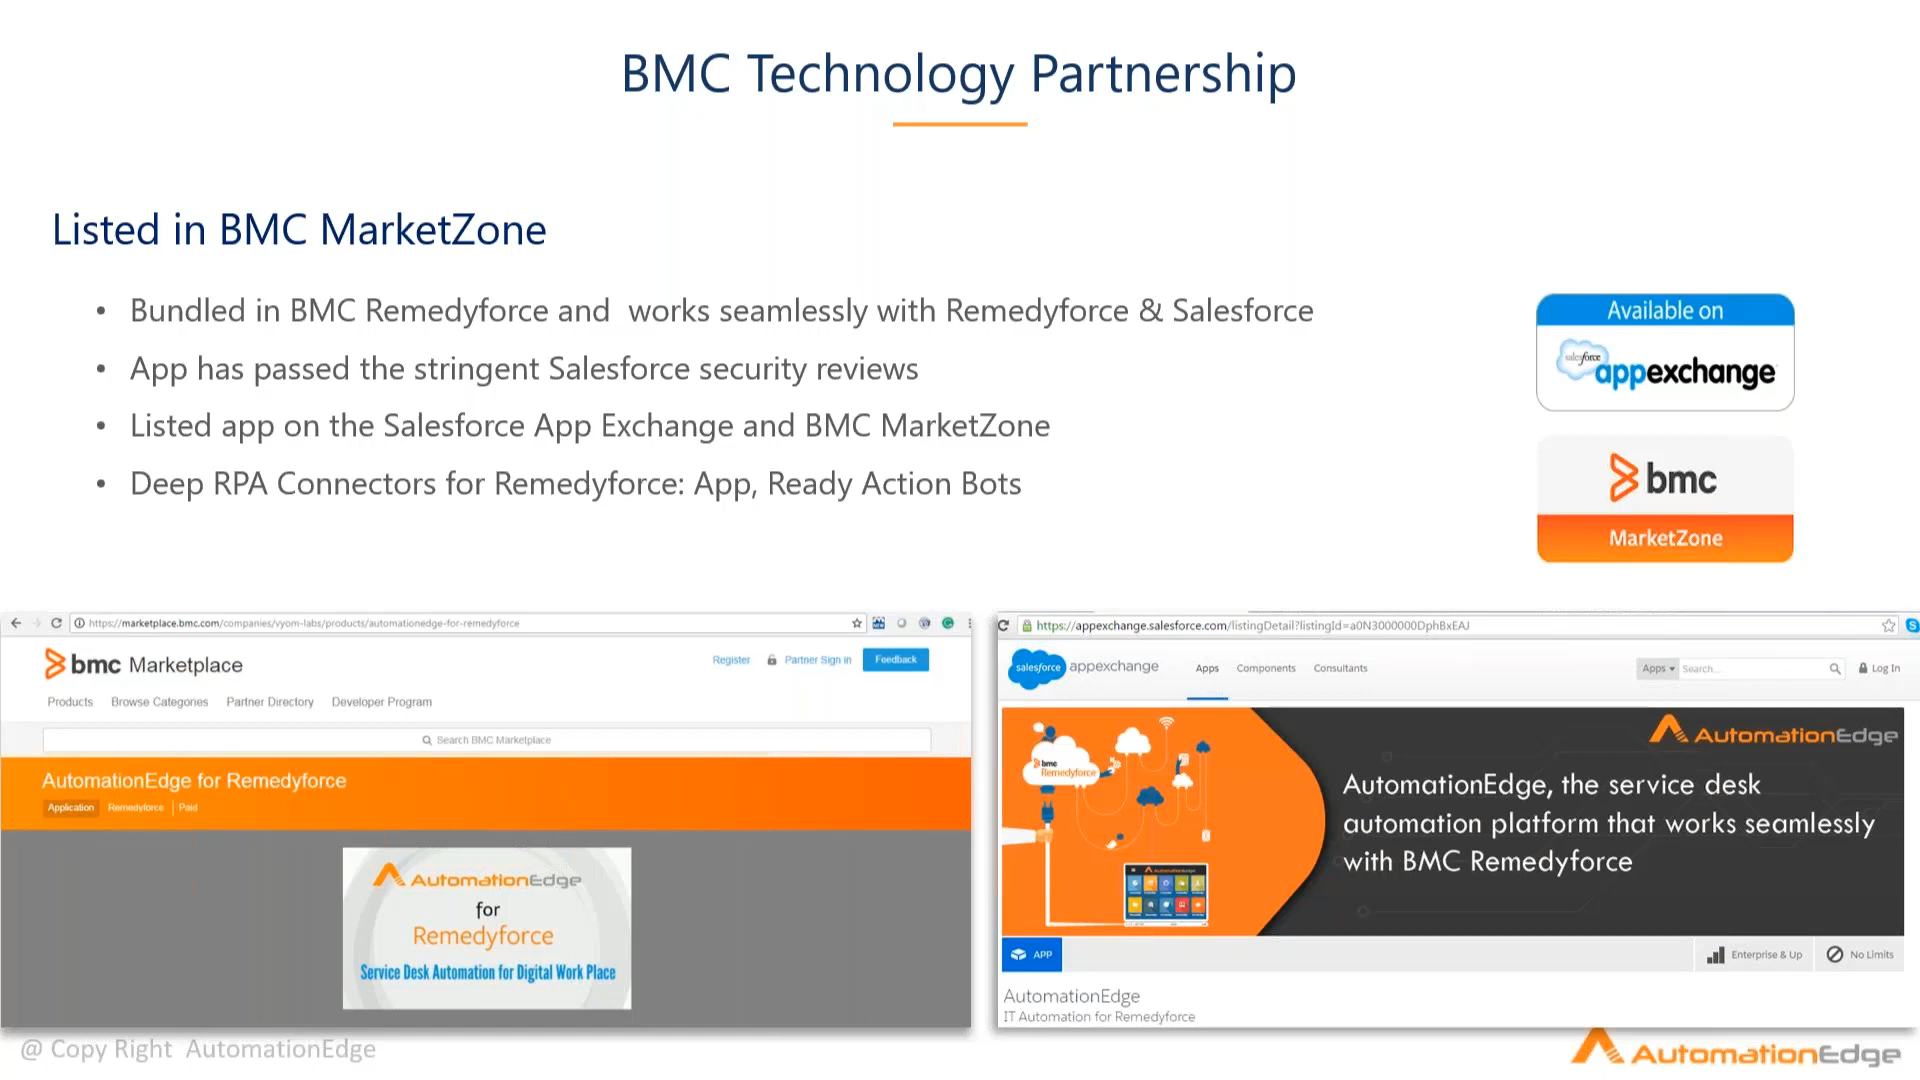 BMC Technology Partnership
Listed in BMC MarketZone
• Bundled in BMC Remedyforce and  works seamlessly with Remedyforce & Salesforce
• App has passed the stringent Salesforce security reviews
• Listed app on the Salesforce App Exchange and BMC MarketZone
• Deep RPA Connectors for Remedyforce: App, Ready Action Bots
Available on
salesforce
appexchange
bmc
MarketZone
https://marketplace.bmc.com/companies/vyom-labs/products/automationedge-for-remedyforce
bmc Marketplace
Register Partner Sign in Feedback
Products Browse Categories Partner Directory Developer Program
Search BMC Marketplace
AutomationEdge for Remedyforce
Application Remedyforce | Paid
AutomationEdge
for
Remedyforce
Service Desk Automation for Digital Work Place
https://appexchange.salesforce.com/listingDetail?listingId=a0N3000000DphBxEAJ
salesforce appexchange Apps Components Consultants Apps Search... Log In
bmc
Remedyforce
AutomationEdge
AutomationEdge, the service desk
automation platform that works seamlessly
with BMC Remedyforce
APP Enterprise & Up No Limits
AutomationEdge
IT Automation for Remedyforce
@ Copy Right  AutomationEdge
AutomationEdge